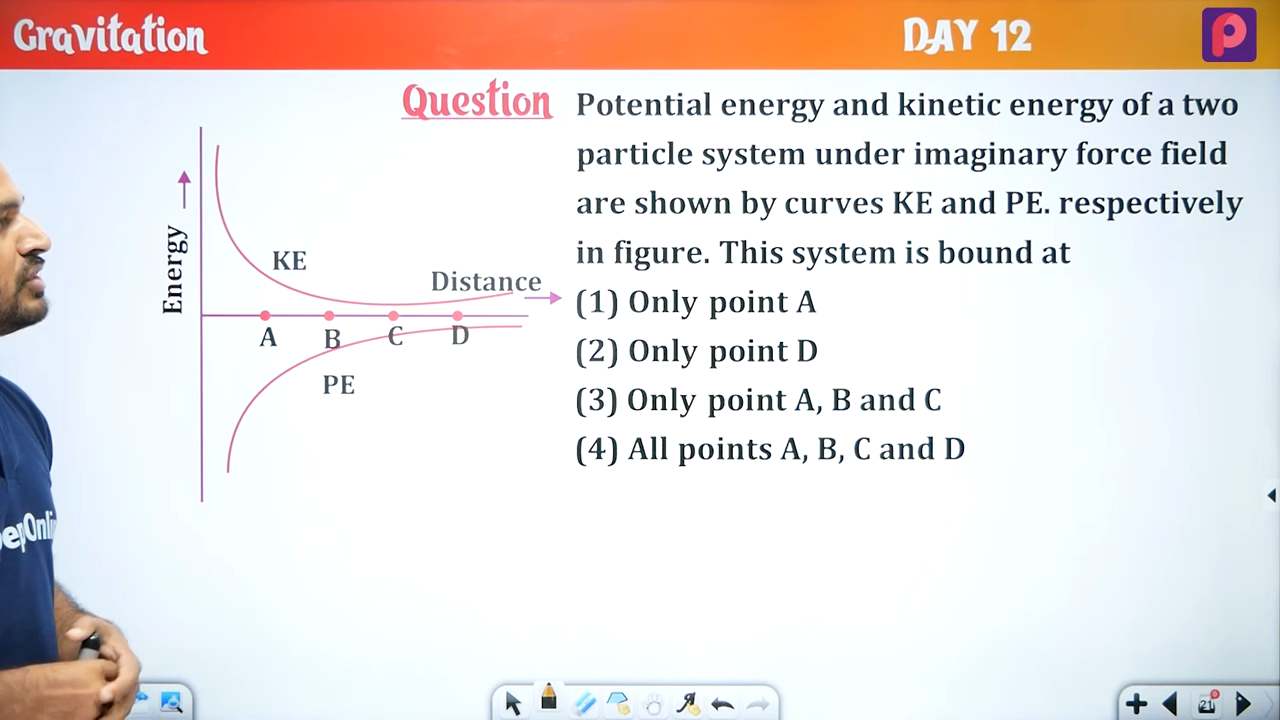 Gravitation
DAY 12
Question
Potential energy and kinetic energy of a two
particle system under imaginary force field
are shown by curves KE and PE. respectively
in figure. This system is bound at
(1) Only point A
(2) Only point D
(3) Only point A, B and C
(4) All points A, B, C and D
Energy
KE
Distance
A
B
C
D
PE
21